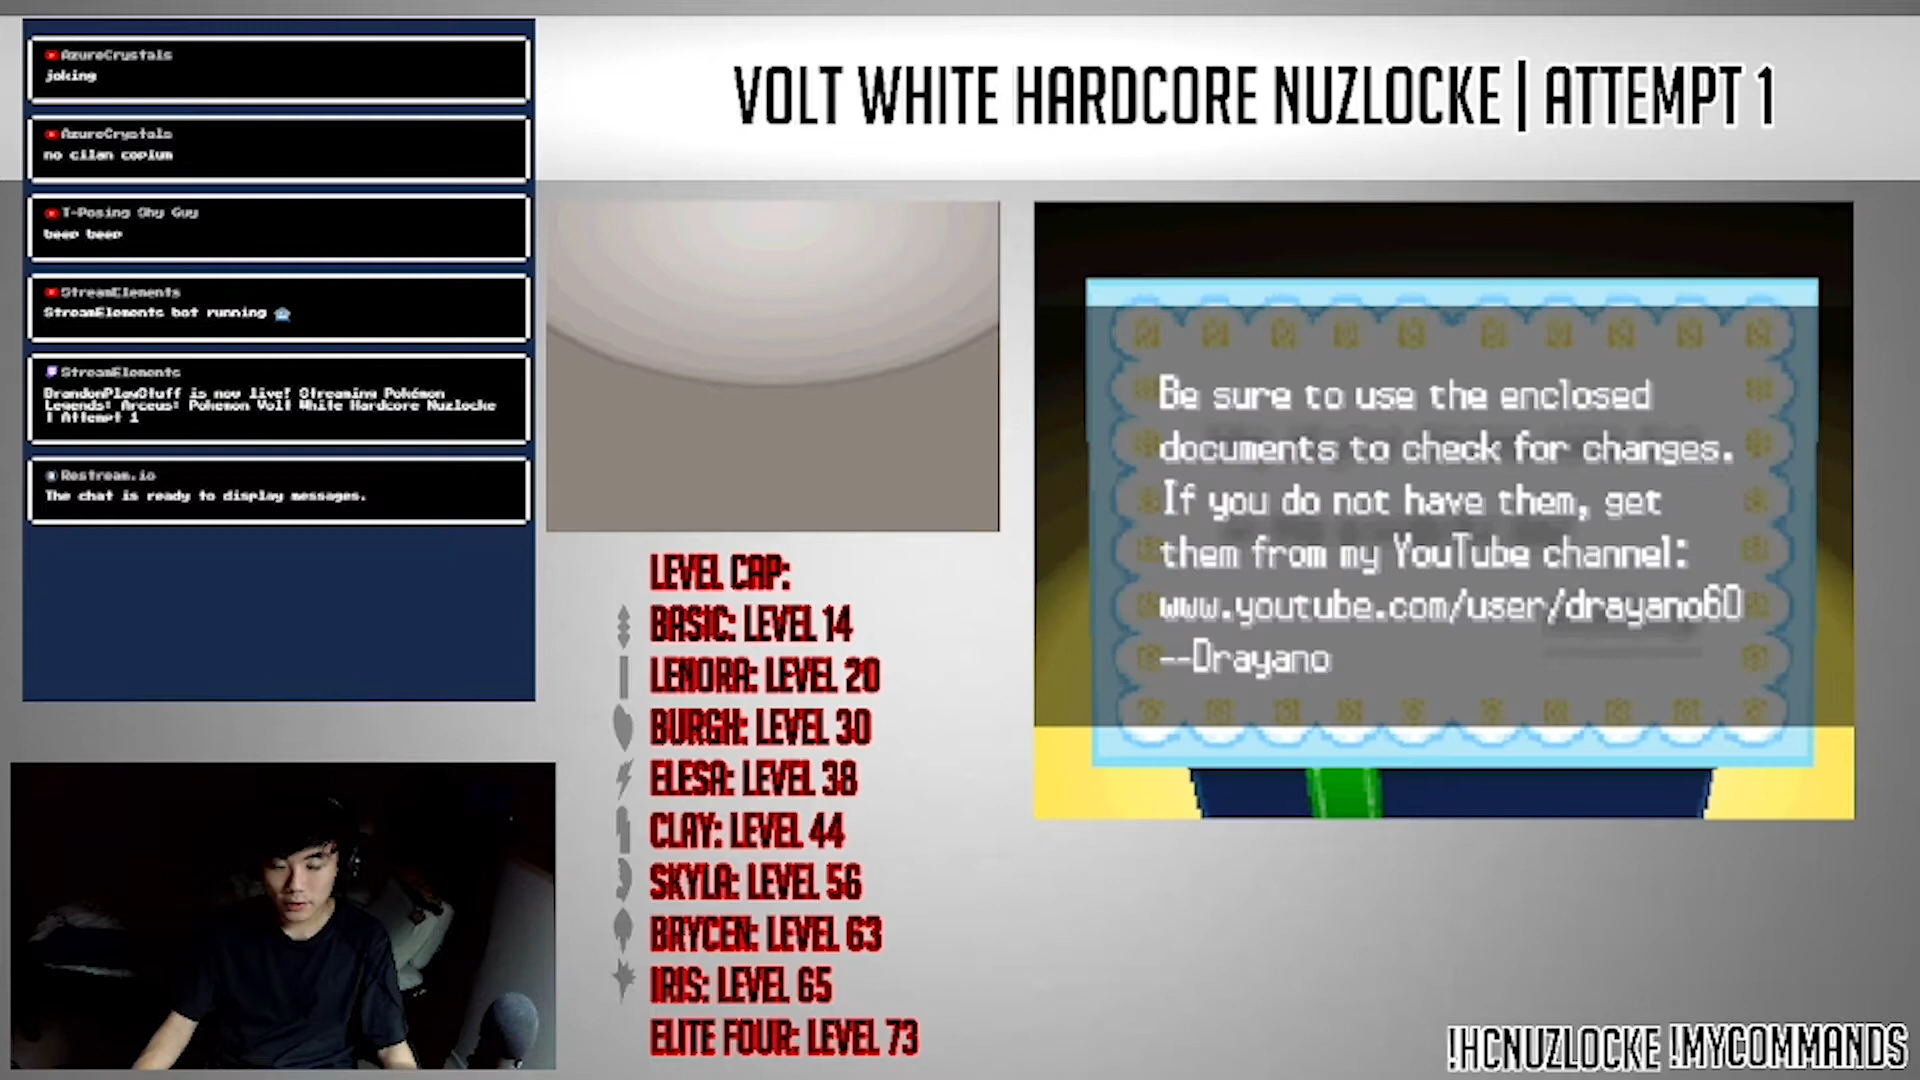 AzureCrystals
joking
AzureCrystals
no cilan copium
T-Posing Shy Guy
beep beep
StreamElements
StreamElements bot running
StreamElements
BrandonPlayStuff is now live! Streaming Pokémon
Legends: Arceus: Pokemon Volt White Hardcore Nuzlocke
| Attempt 1
Restream.io
The chat is ready to display messages.
VOLT WHITE HARDCORE NUZLOCKE | ATTEMPT 1
Be sure to use the enclosed
documents to check for changes.
If you do not have them, get
them from my YouTube channel:
www.youtube.com/user/drayano60
--Drayano
LEVEL CAP:
BASIC: LEVEL 14
LENORA: LEVEL 20
BURGH: LEVEL 30
ELESA: LEVEL 38
CLAY: LEVEL 44
SKYLA: LEVEL 56
BRYCEN: LEVEL 63
IRIS: LEVEL 65
ELITE FOUR: LEVEL 73
!HCNUZLOCKE !MYCOMMANDS